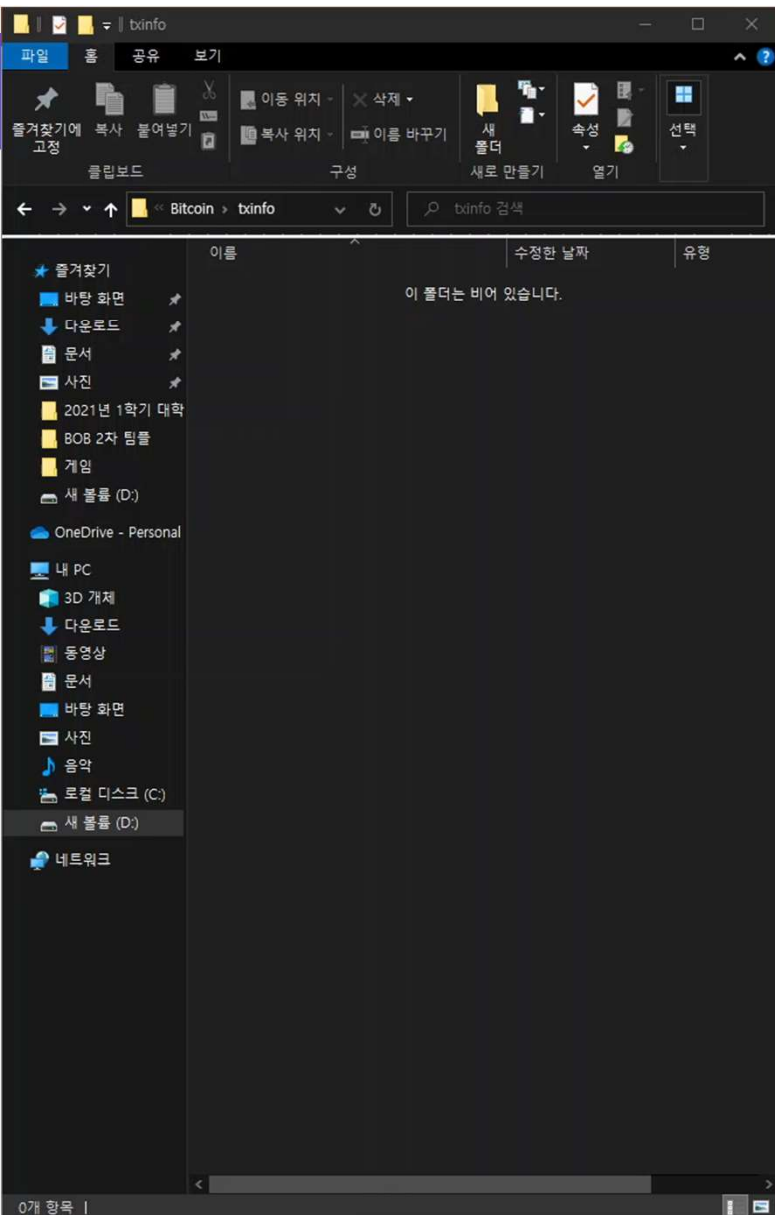 txinfo
파일 홈 공유 보기
즐겨찾기에 고정
복사
붙여넣기
이동 위치
복사 위치
삭제
이름 바꾸기
새 폴더
속성
선택
클립보드 구성 새로 만들기 열기
« Bitcoin › txinfo
txinfo 검색
이름 수정한 날짜 유형
이 폴더는 비어 있습니다.
즐겨찾기
바탕 화면
다운로드
문서
사진
2021년 1학기 대학
BOB 2차 팀플
게임
새 볼륨 (D:)
OneDrive - Personal
내 PC
3D 개체
다운로드
동영상
문서
바탕 화면
사진
음악
로컬 디스크 (C:)
새 볼륨 (D:)
네트워크
0개 항목